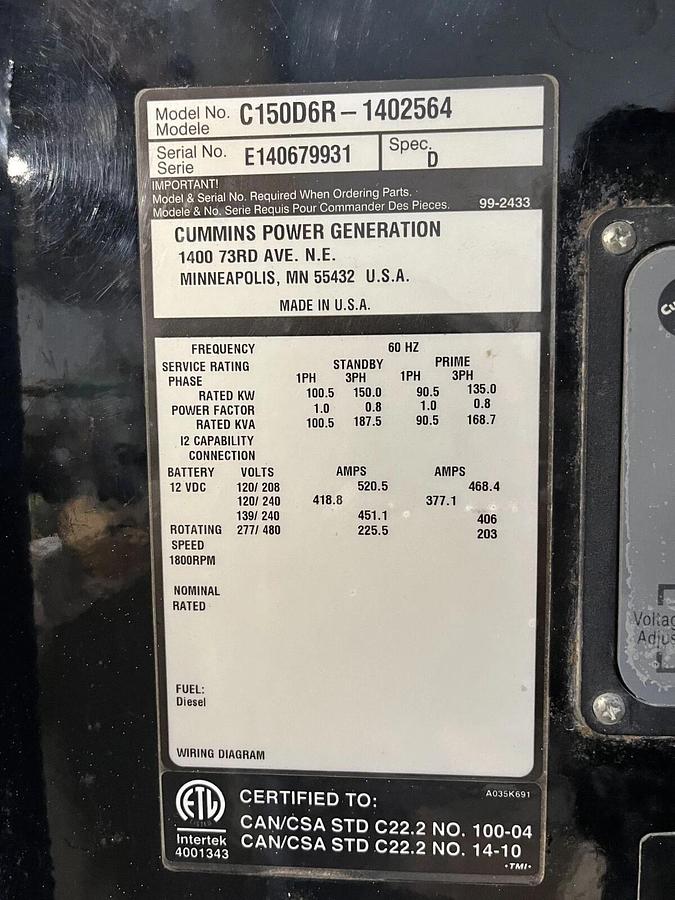 Model No. C150D6R-1402564
Modele
Serial No. E140679931 Spec. D
Serie
IMPORTANT!
Model & Serial No. Required When Ordering Parts.
Modele & No. Serie Requis Pour Commander Des Pieces. 99-2433
CUMMINS POWER GENERATION
1400 73RD AVE. N.E.
MINNEAPOLIS, MN 55432 U.S.A.
MADE IN U.S.A.
FREQUENCY 60 HZ
SERVICE RATING STANDBY PRIME
PHASE 1PH 3PH 1PH 3PH
RATED KW 100.5 150.0 90.5 135.0
POWER FACTOR 1.0 0.8 1.0 0.8
RATED KVA 100.5 187.5 90.5 168.7
I2 CAPABILITY
CONNECTION
BATTERY VOLTS AMPS AMPS
12 VDC 120/ 208 520.5 468.4
120/ 240 418.8 377.1
139/ 240 451.1 406
ROTATING 277/ 480 225.5 203
SPEED
1800RPM
NOMINAL
RATED
FUEL:
Diesel
WIRING DIAGRAM
ETL
LISTED
Intertek
4001343
A035K691
CERTIFIED TO:
CAN/CSA STD C22.2 NO. 100-04
CAN/CSA STD C22.2 NO. 14-10
•TMI•